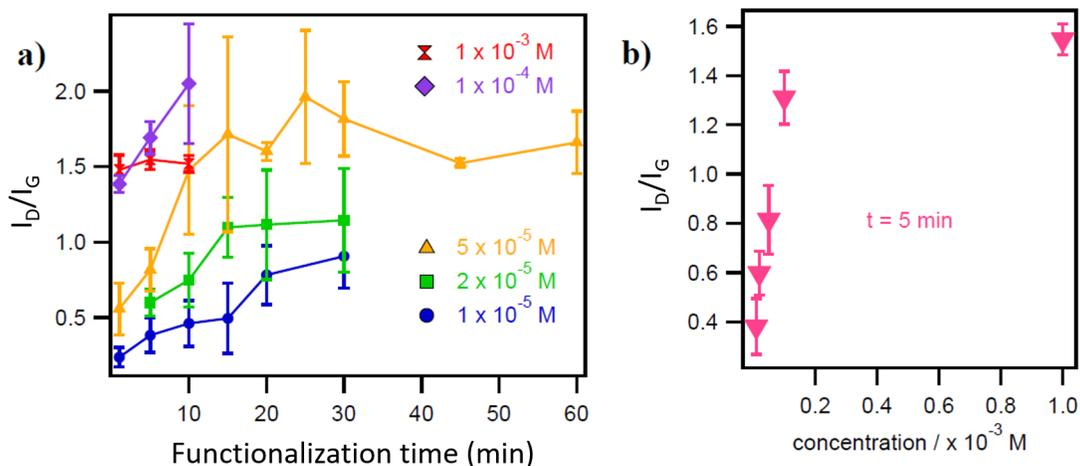 a)
I_D/I_G
2.0
1.5
1.0
0.5
1 x 10^-3 M
1 x 10^-4 M
5 x 10^-5 M
2 x 10^-5 M
1 x 10^-5 M
10 20 30 40 50 60
Functionalization time (min)
b)
I_D/I_G
1.6
1.4
1.2
1.0
0.8
0.6
0.4
t = 5 min
0.2 0.4 0.6 0.8 1.0
concentration / x 10^-3 M